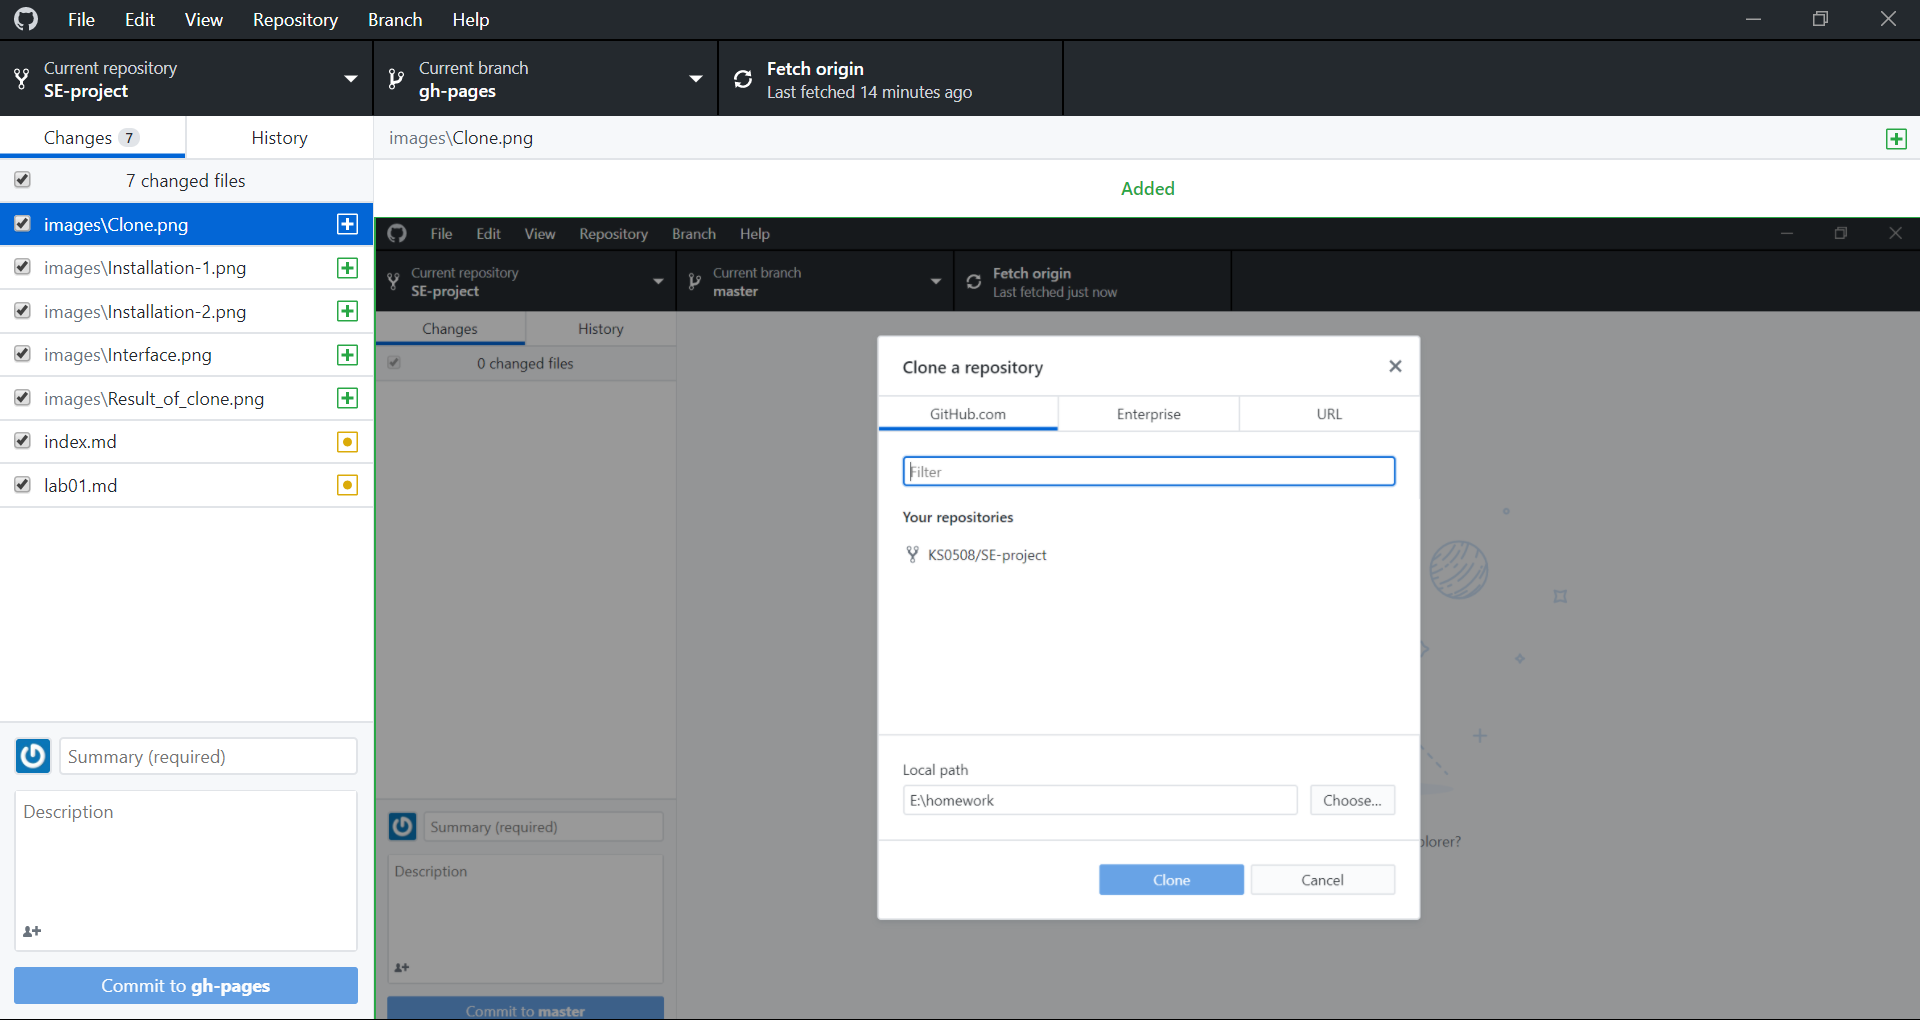 File Edit View Repository Branch Help
Current repository
SE-project
Current branch
gh-pages
Fetch origin
Last fetched 14 minutes ago
Changes 7
History
images\Clone.png
7 changed files
Added
images\Clone.png
images\Installation-1.png
images\Installation-2.png
images\Interface.png
images\Result_of_clone.png
index.md
lab01.md
Summary (required)
Description
Commit to gh-pages
File Edit View Repository Branch Help
Current repository
SE-project
Current branch
master
Fetch origin
Last fetched just now
Changes
History
0 changed files
Clone a repository
GitHub.com
Enterprise
URL
Filter
Your repositories
KS0508/SE-project
Local path
E:\homework
Choose...
plorer?
Clone
Cancel
Summary (required)
Description
Commit to master